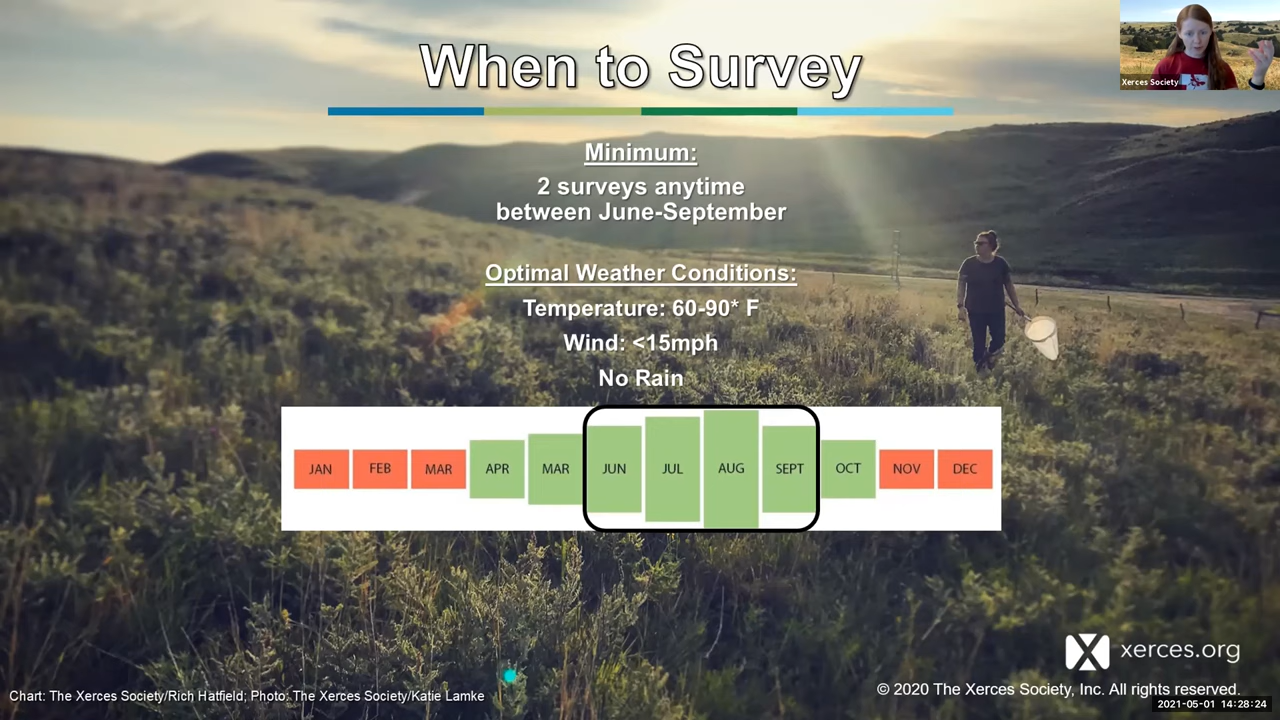 When to Survey
Xerces Society
Minimum:
2 surveys anytime
between June-September
Optimal Weather Conditions:
Temperature: 60-90* F
Wind: <15mph
No Rain
JAN FEB MAR APR MAR JUN JUL AUG SEPT OCT NOV DEC
xerces.org
Chart: The Xerces Society/Rich Hatfield; Photo: The Xerces Society/Katie Lamke
© 2020 The Xerces Society, Inc. All rights reserved.
2021-05-01 14:28:24